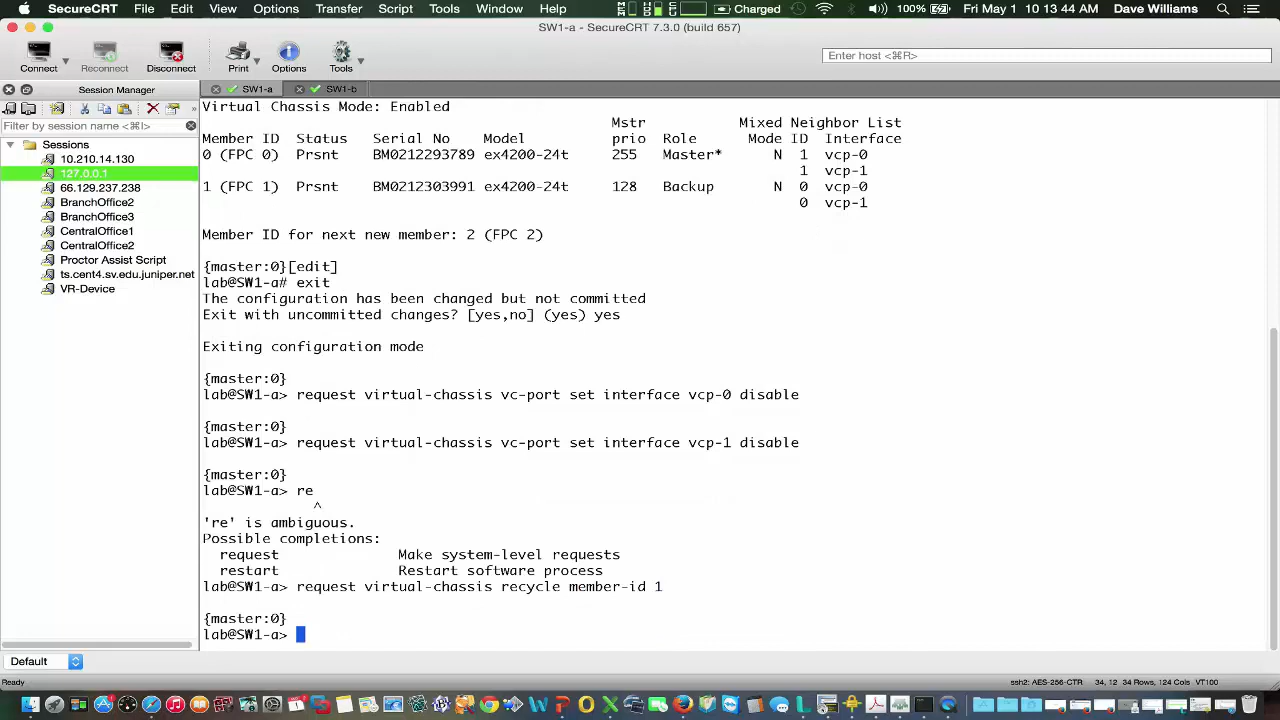 SecureCRT File Edit View Options Transfer Script Tools Window Help Charged 100% Fri May 1 10:13:44 AM Dave Williams
SW1-a - SecureCRT 7.3.0 (build 657)
Connect Reconnect Disconnect Print Options Tools
Enter host <⌘R>
Session Manager
SW1-a SW1-b
Filter by session name <⌘I>
Sessions
10.210.14.130
127.0.0.1
66.129.237.238
BranchOffice2
BranchOffice3
CentralOffice1
CentralOffice2
Proctor Assist Script
ts.cent4.sv.edu.juniper.net
VR-Device
Virtual Chassis Mode: Enabled
Mstr Mixed Neighbor List
Member ID Status Serial No Model prio Role Mode ID Interface
0 (FPC 0) Prsnt BM0212293789 ex4200-24t 255 Master* N 1 vcp-0
1 vcp-1
1 (FPC 1) Prsnt BM0212303991 ex4200-24t 128 Backup N 0 vcp-0
0 vcp-1
Member ID for next new member: 2 (FPC 2)
{master:0}[edit]
lab@SW1-a# exit
The configuration has been changed but not committed
Exit with uncommitted changes? [yes,no] (yes) yes
Exiting configuration mode
{master:0}
lab@SW1-a> request virtual-chassis vc-port set interface vcp-0 disable
{master:0}
lab@SW1-a> request virtual-chassis vc-port set interface vcp-1 disable
{master:0}
lab@SW1-a> re
^
're' is ambiguous.
Possible completions:
request Make system-level requests
restart Restart software process
lab@SW1-a> request virtual-chassis recycle member-id 1
{master:0}
lab@SW1-a>
Default
Ready
ssh2: AES-256-CTR 34, 12 34 Rows, 124 Cols VT100